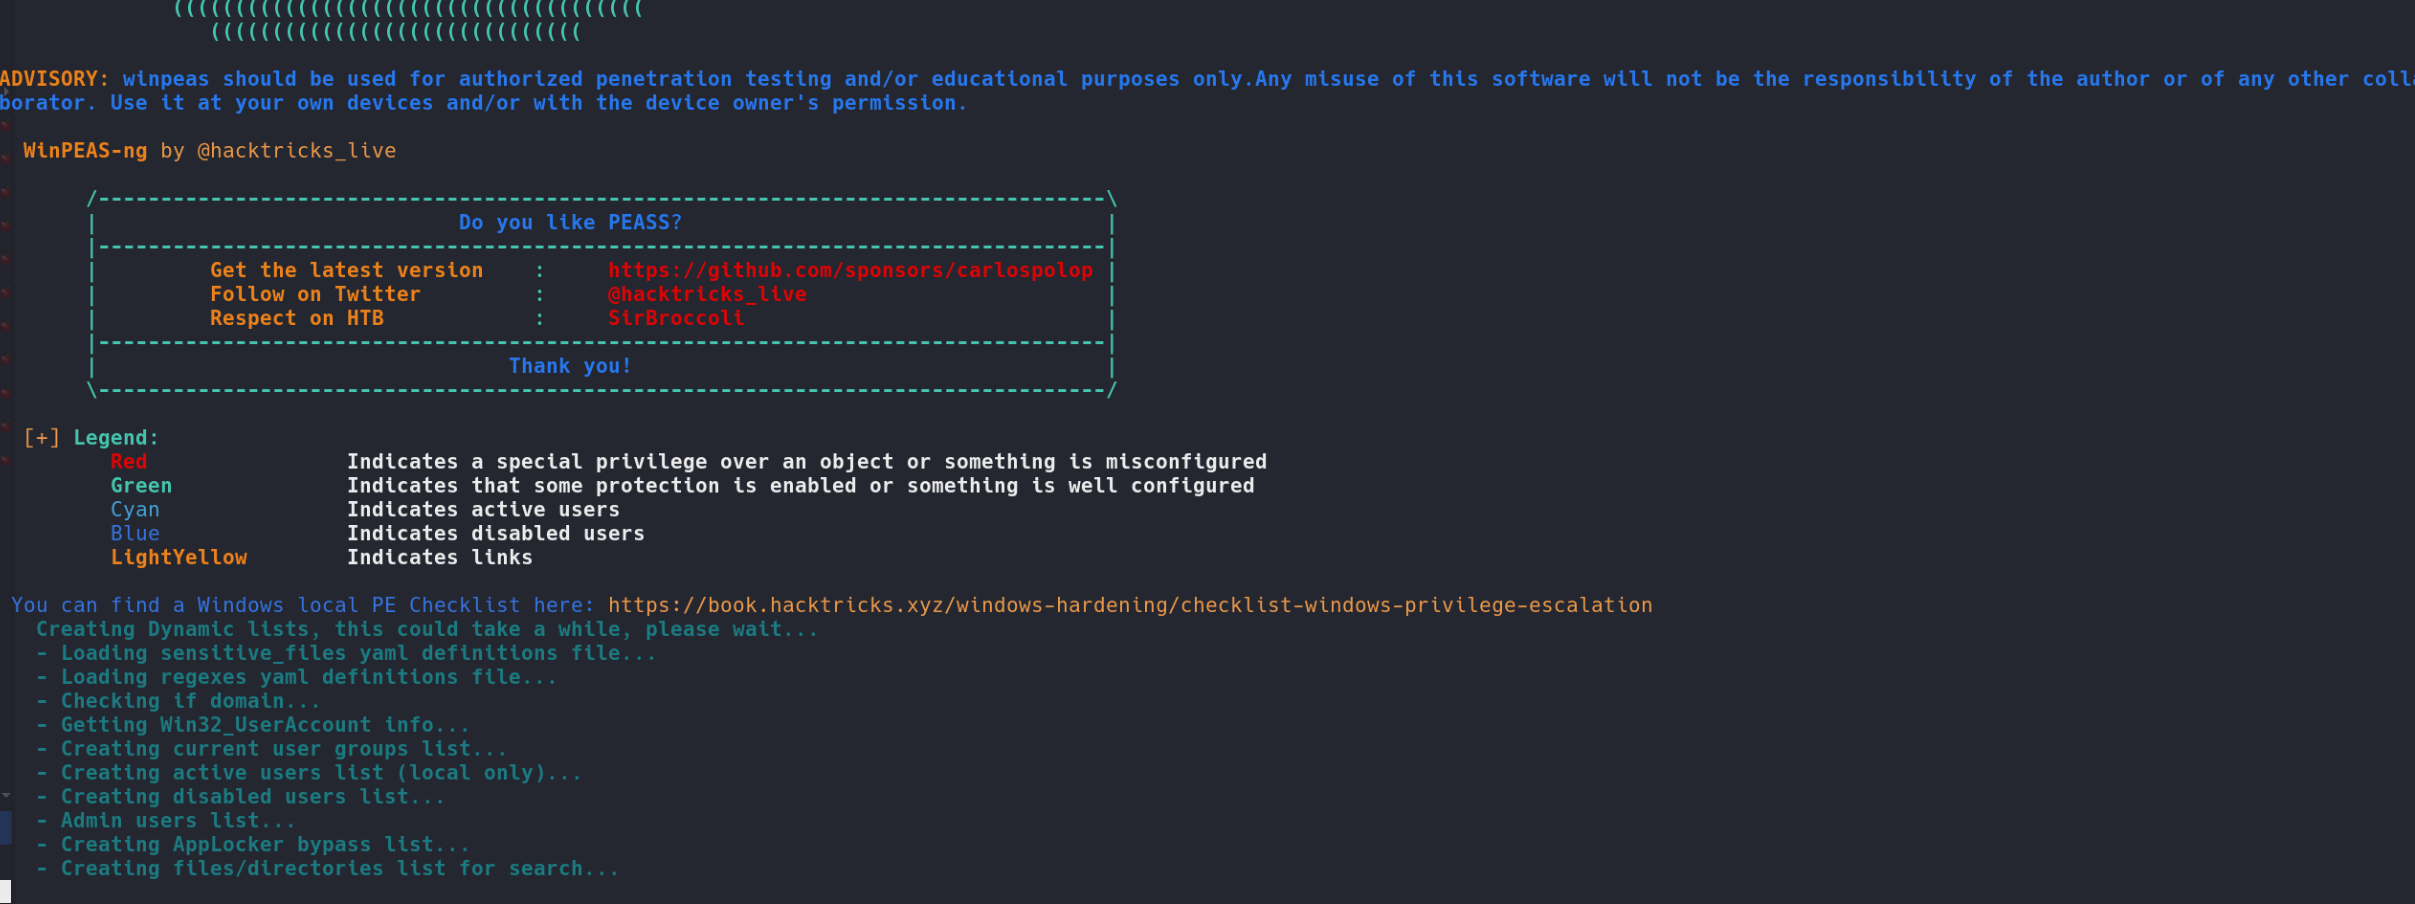 ((((((((((((((((((((((((((((((((((((((
((((((((((((((((((((((((((((((
ADVISORY: winpeas should be used for authorized penetration testing and/or educational purposes only.Any misuse of this software will not be the responsibility of the author or of any other colla
borator. Use it at your own devices and/or with the device owner's permission.
WinPEAS-ng by @hacktricks_live
/---------------------------------------------------------------------------------\
| Do you like PEASS? |
|---------------------------------------------------------------------------------|
| Get the latest version : https://github.com/sponsors/carlospolop |
| Follow on Twitter : @hacktricks_live |
| Respect on HTB : SirBroccoli |
|---------------------------------------------------------------------------------|
| Thank you! |
\---------------------------------------------------------------------------------/
[+] Legend:
Red Indicates a special privilege over an object or something is misconfigured
Green Indicates that some protection is enabled or something is well configured
Cyan Indicates active users
Blue Indicates disabled users
LightYellow Indicates links
You can find a Windows local PE Checklist here: https://book.hacktricks.xyz/windows-hardening/checklist-windows-privilege-escalation
Creating Dynamic lists, this could take a while, please wait...
- Loading sensitive_files yaml definitions file...
- Loading regexes yaml definitions file...
- Checking if domain...
- Getting Win32_UserAccount info...
- Creating current user groups list...
- Creating active users list (local only)...
- Creating disabled users list...
- Admin users list...
- Creating AppLocker bypass list...
- Creating files/directories list for search...